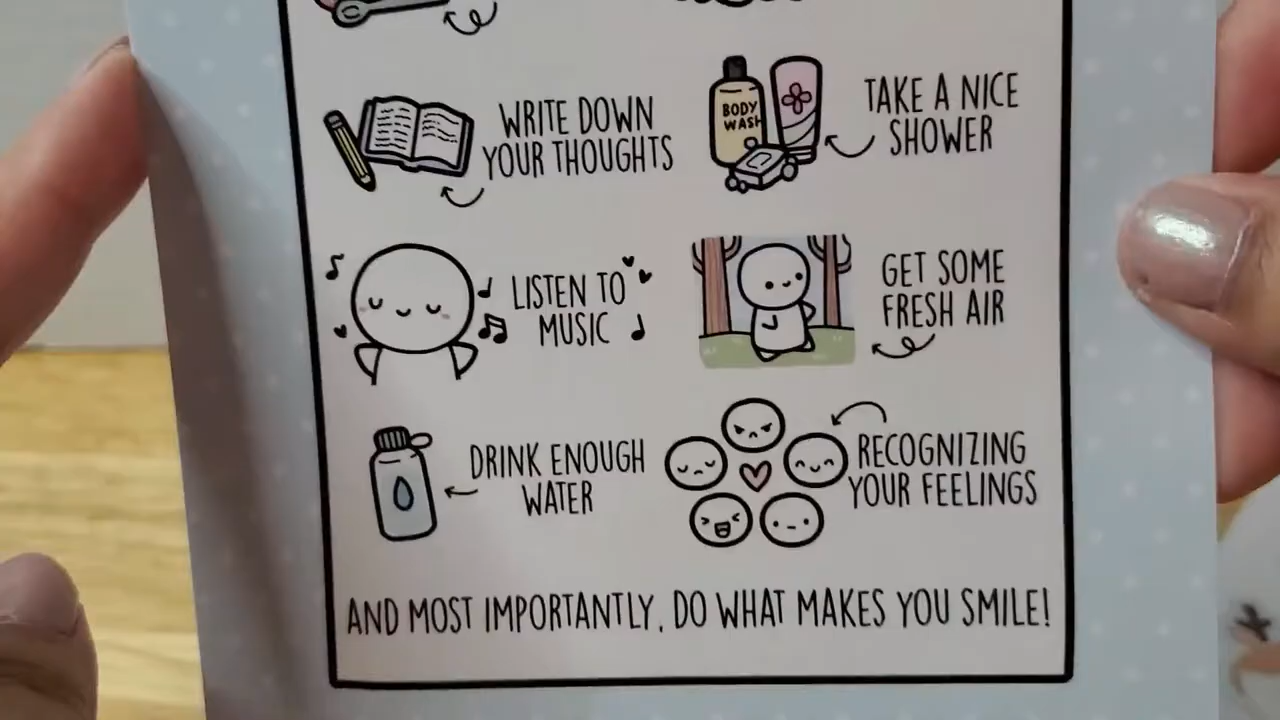 WRITE DOWN
YOUR THOUGHTS
BODY
WASH
TAKE A NICE
SHOWER
LISTEN TO
MUSIC
GET SOME
FRESH AIR
DRINK ENOUGH
WATER
RECOGNIZING
YOUR FEELINGS
AND MOST IMPORTANTLY, DO WHAT MAKES YOU SMILE!